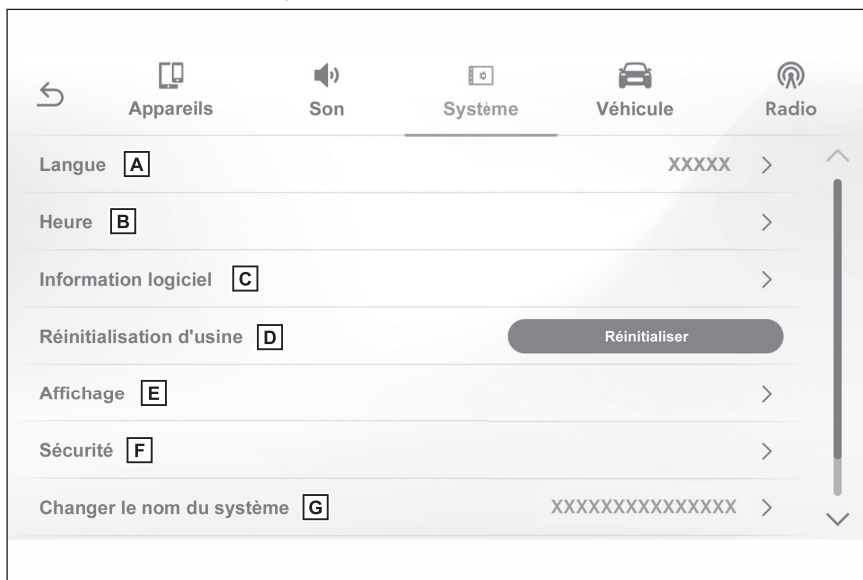 Appareils Son Système Véhicule Radio
Langue A XXXXX
Heure B
Information logiciel C
Réinitialisation d'usine D Réinitialiser
Affichage E
Sécurité F
Changer le nom du système G XXXXXXXXXXXXXXX